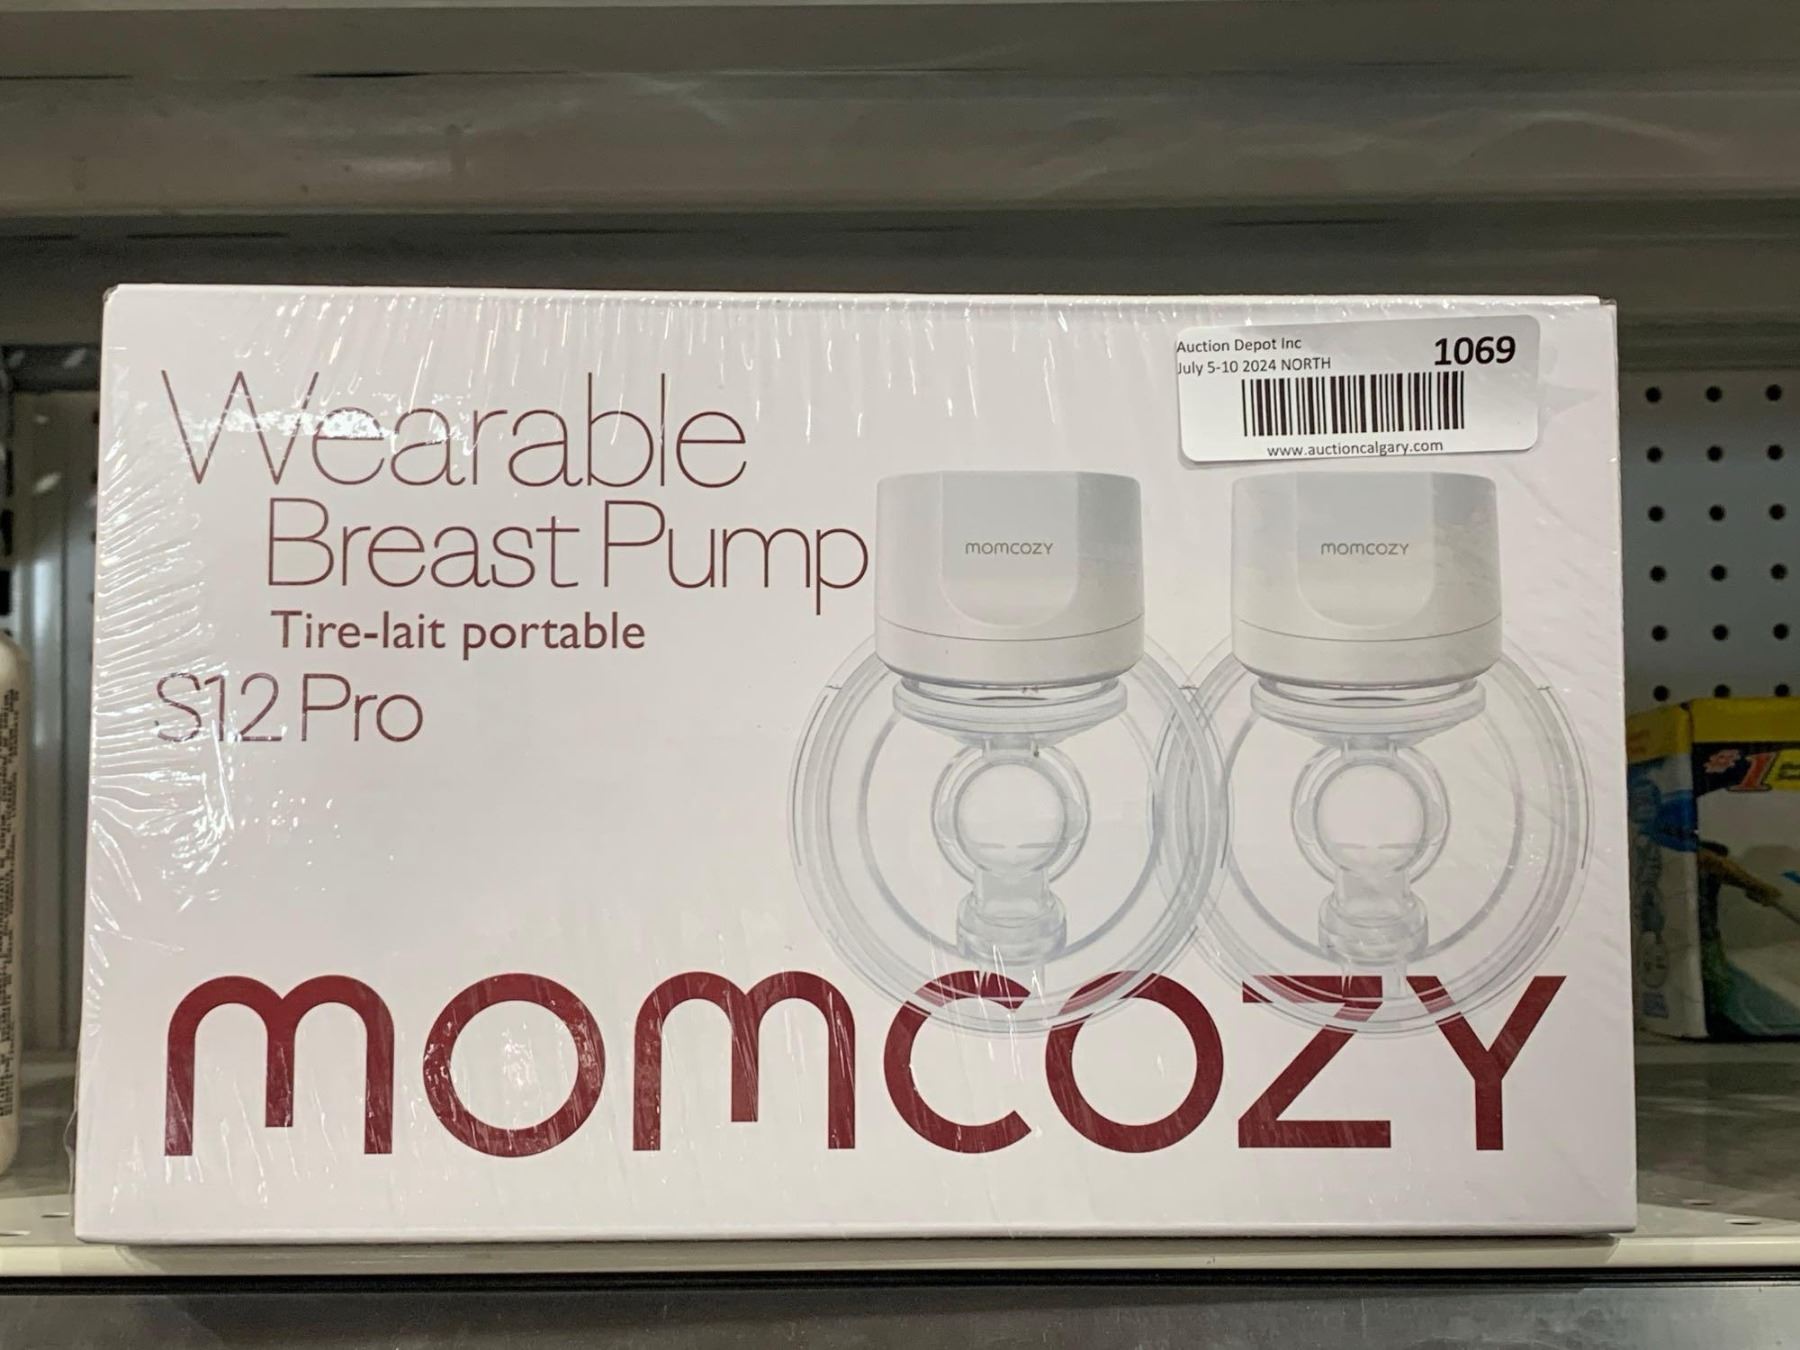 Auction Depot Inc
1069
July 5-10 2024 NORTH
www.auctioncalgary.com
Wearable
Breast Pump
Tire-lait portable
S12 Pro
momcozy
momcozy
momcozy
#1